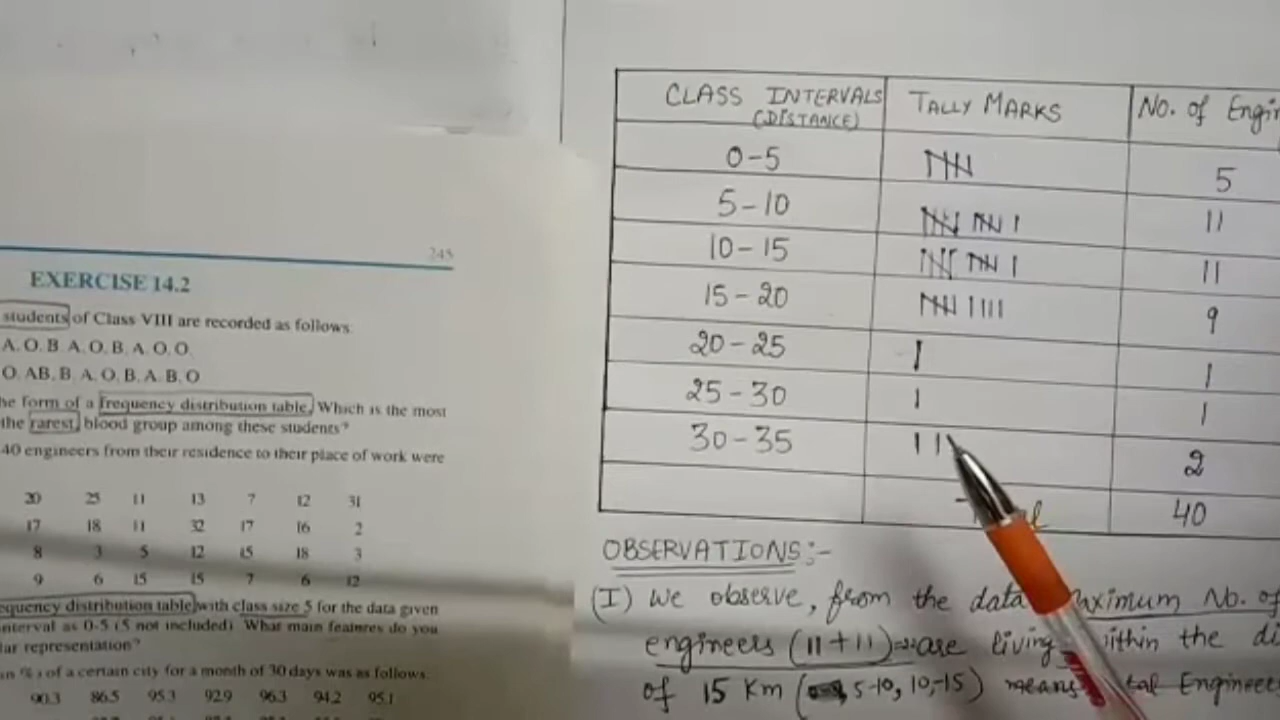 245
EXERCISE 14.2
students of Class VIII are recorded as follows
A, O, B, A, O, B, A, O, O,
O, AB, B, A, O, B, A, B, O
he form of a frequency distribution table. Which is the most
the rarest, blood group among these students?
40 engineers from their residence to their place of work were
20 25 11 13 7 12 31
17 18 11 32 17 16 2
8 3 5 12 15 18 3
9 6 15 15 7 6 12
equency distribution table with class size 5 for the data given
interval as 0-5 (5 not included). What main features do you
lar representation?
in %) of a certain city for a month of 30 days was as follows
90.3 86.5 95.3 92.9 96.3 94.2 95.1
CLASS INTERVALS (DISTANCE) TALLY MARKS No. of Engin
0-5 5
5-10 11
10-15 11
15-20 9
20-25 1
25-30 1
30-35 2
40
OBSERVATIONS:-
(I) We observe, from the data maximum No. of
engineers (11+11) are living within the di
of 15 Km (5-10, 10-15) means Engineer